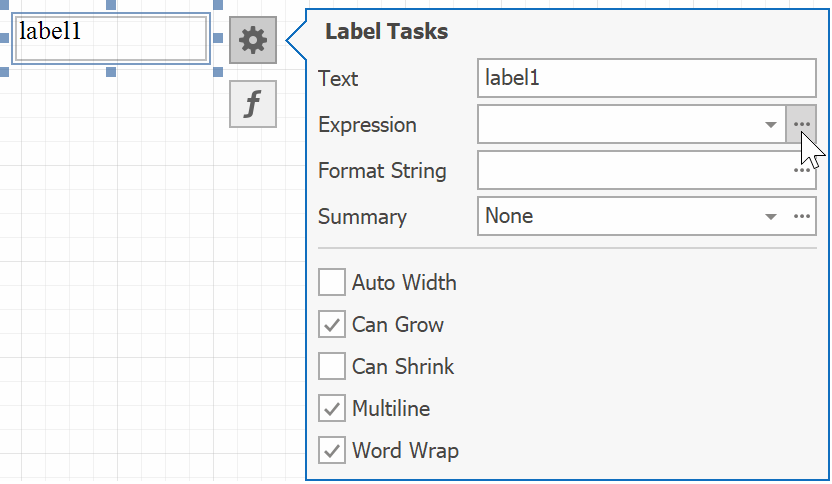 label1
Label Tasks
Text label1
Expression
Format String
Summary None
Auto Width
Can Grow
Can Shrink
Multiline
Word Wrap